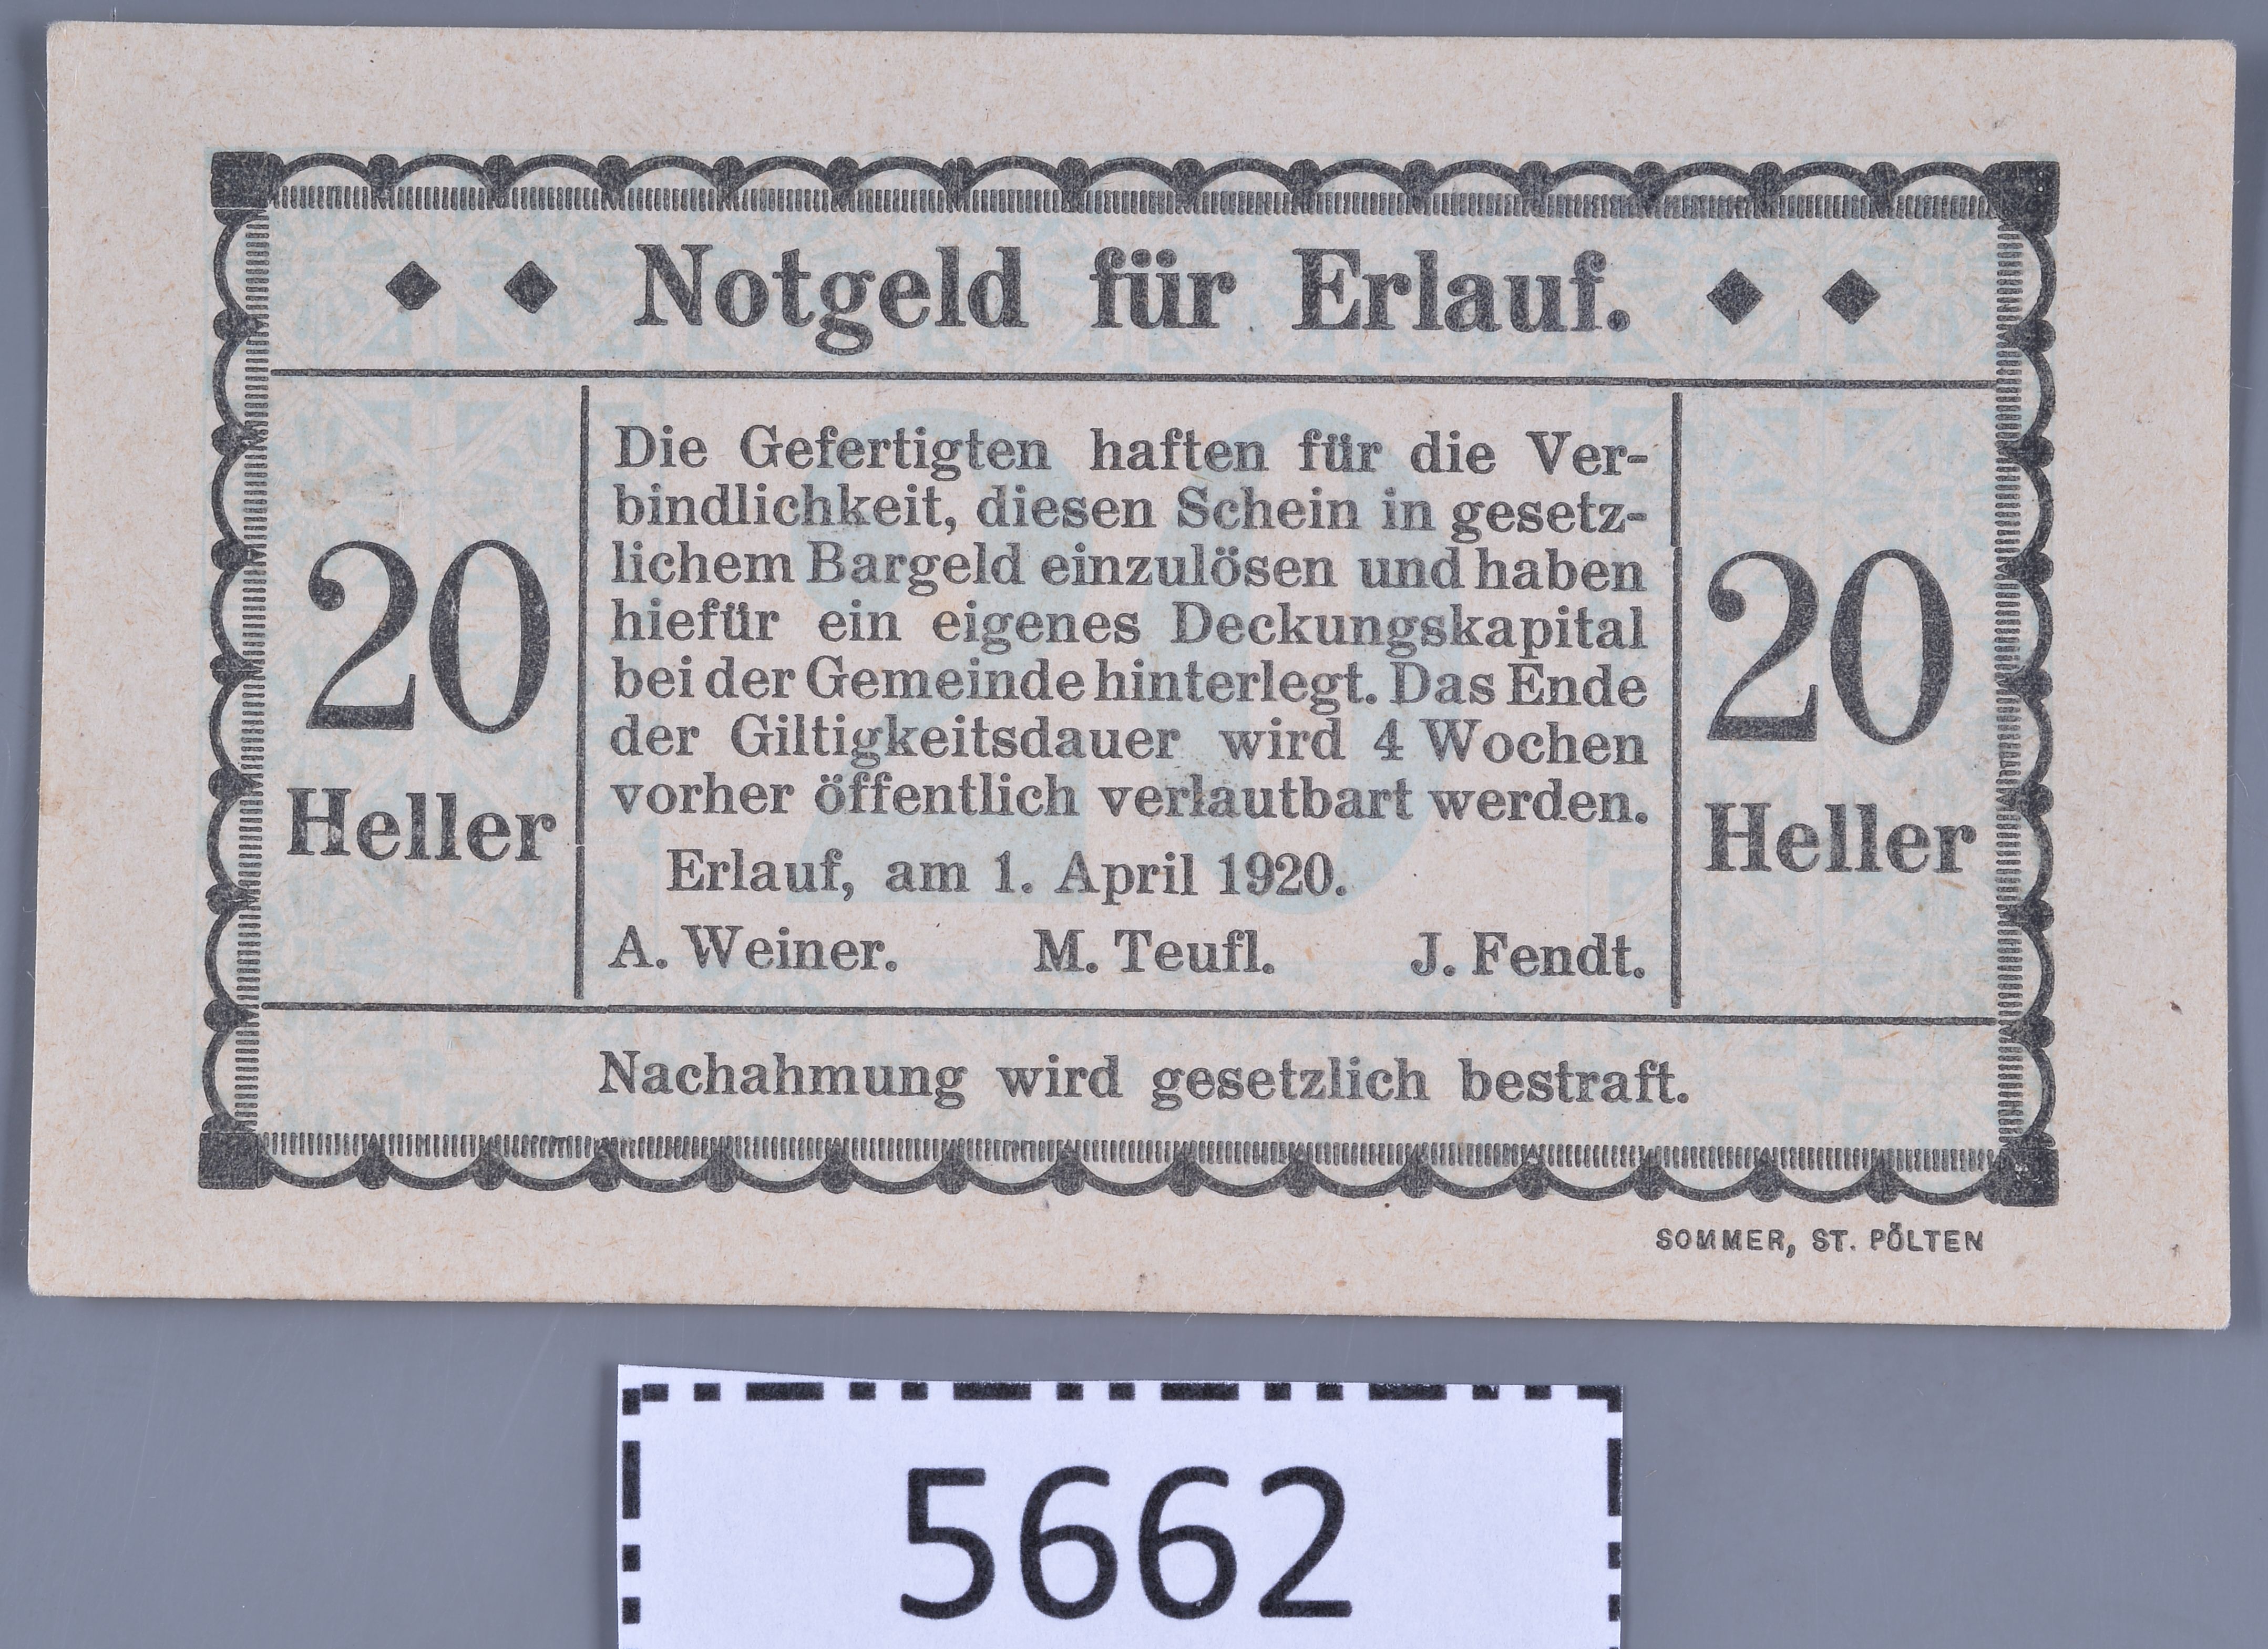 Notgeld für Erlauf.
20
Heller
Die Gefertigten haften für die Ver-
bindlichkeit, diesen Schein in gesetz-
lichem Bargeld einzulösen und haben
hiefür ein eigenes Deckungskapital
bei der Gemeinde hinterlegt. Das Ende
der Giltigkeitsdauer wird 4 Wochen
vorher öffentlich verlautbart werden.
Erlauf, am 1. April 1920.
A. Weiner. M. Teufl. J. Fendt.
20
Heller
Nachahmung wird gesetzlich bestraft.
SOMMER, ST. PÖLTEN
5662